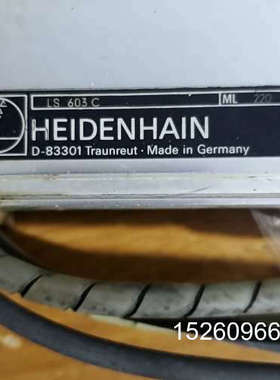 LS 603 C ML 220
HEIDENHAIN
D-83301 Traunreut · Made in Germany
15260966